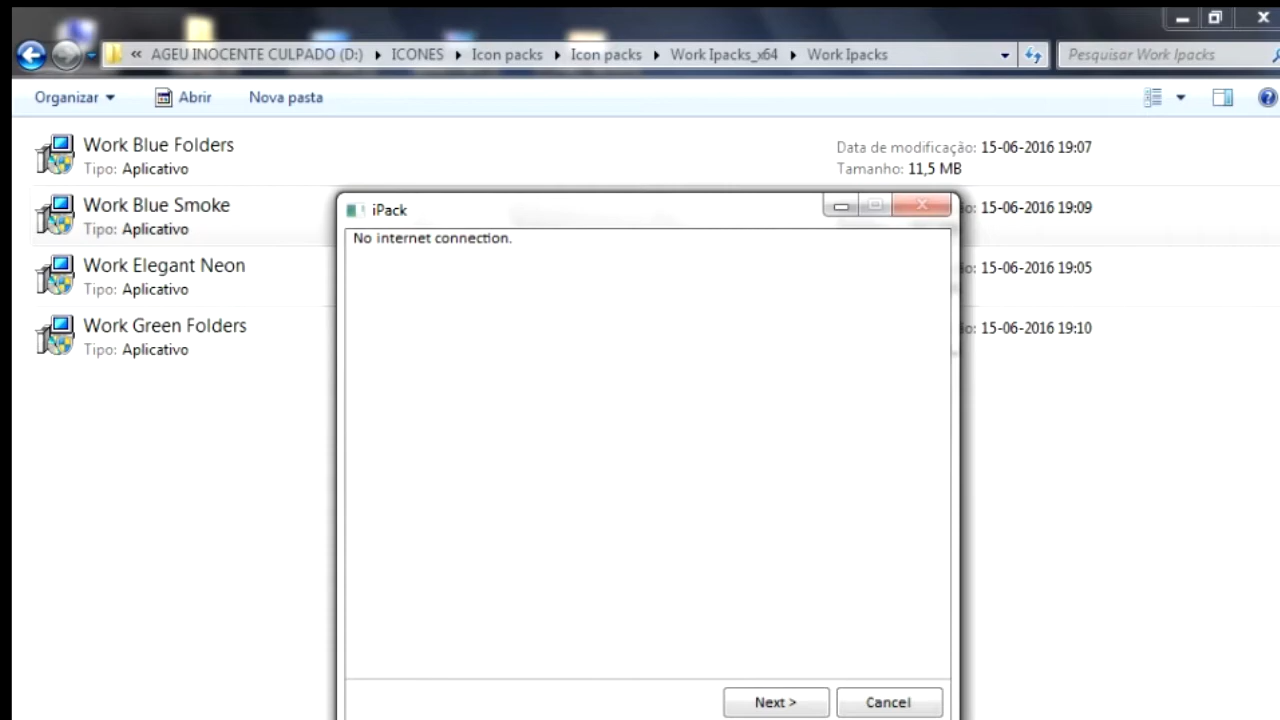 « AGEU INOCENTE CULPADO (D:) ICONES Icon packs Icon packs Work Ipacks_x64 Work Ipacks
Pesquisar Work Ipacks
Organizar Abrir Nova pasta
Work Blue Folders
Tipo: Aplicativo
Data de modificação: 15-06-2016 19:07
Tamanho: 11,5 MB
Work Blue Smoke
Tipo: Aplicativo
15-06-2016 19:09
Work Elegant Neon
Tipo: Aplicativo
15-06-2016 19:05
Work Green Folders
Tipo: Aplicativo
15-06-2016 19:10
iPack
No internet connection.
Next > Cancel